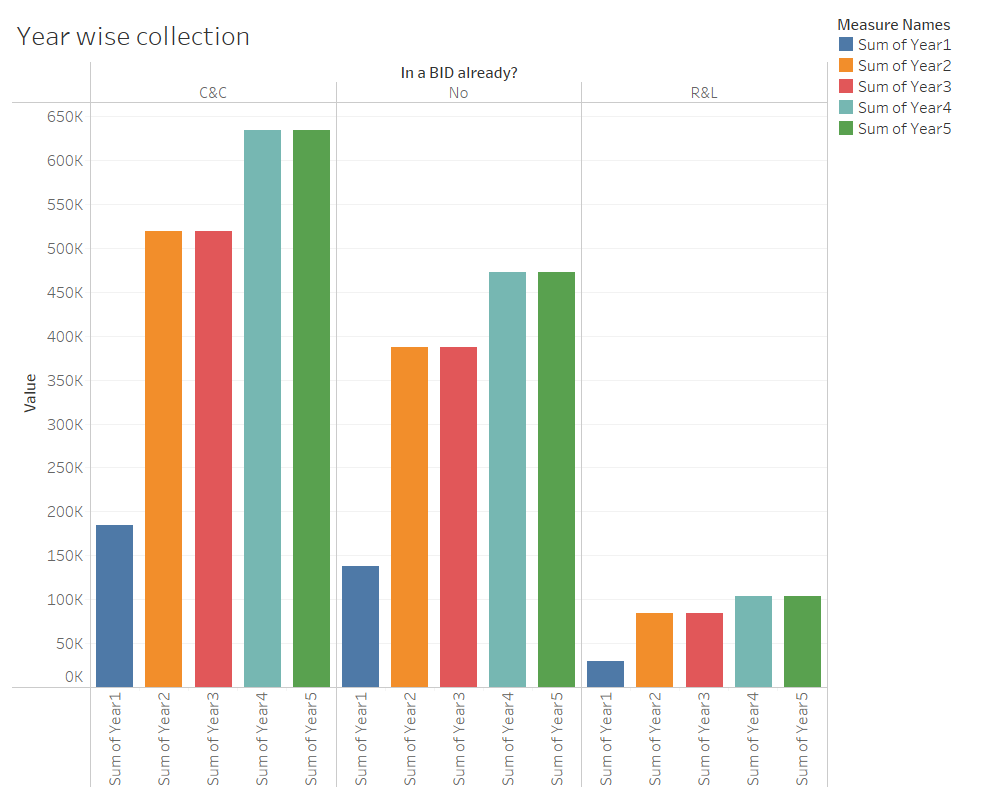 Year wise collection
In a BID already?
C&C
No
R&L
650K
600K
550K
500K
450K
400K
350K
300K
250K
200K
150K
100K
50K
0K
Value
Sum of Year1
Sum of Year2
Sum of Year3
Sum of Year4
Sum of Year5
Sum of Year1
Sum of Year2
Sum of Year3
Sum of Year4
Sum of Year5
Sum of Year1
Sum of Year2
Sum of Year3
Sum of Year4
Sum of Year5
Measure Names
Sum of Year1
Sum of Year2
Sum of Year3
Sum of Year4
Sum of Year5